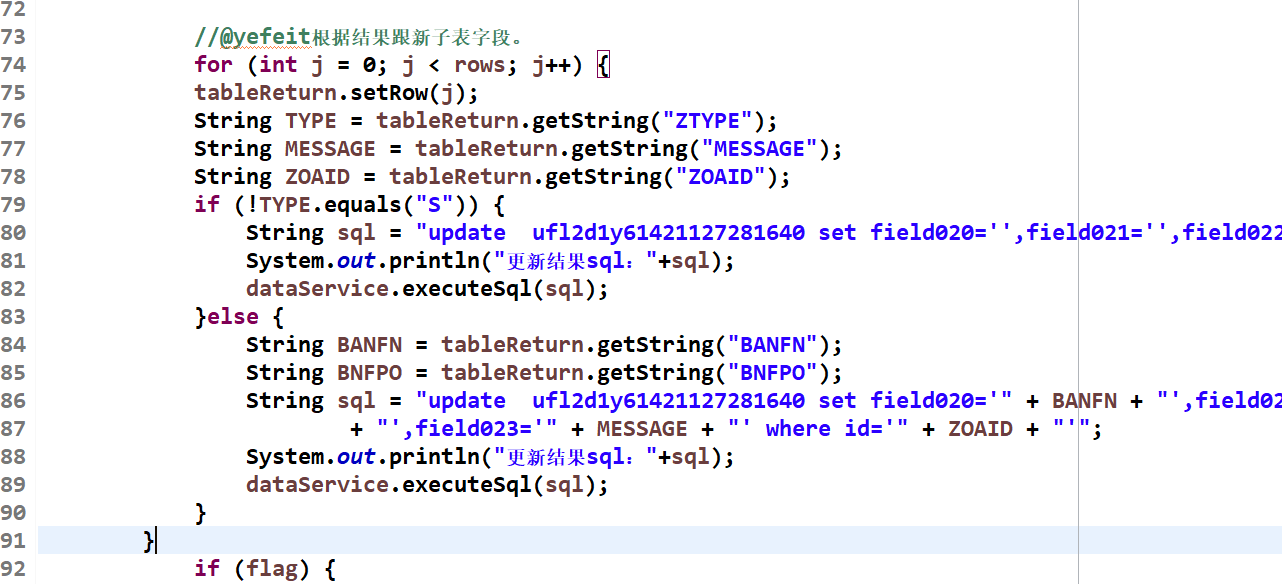 72
73 //@yefeit根据结果跟新子表字段。
74 for (int j = 0; j < rows; j++) {
75 tableReturn.setRow(j);
76 String TYPE = tableReturn.getString("ZTYPE");
77 String MESSAGE = tableReturn.getString("MESSAGE");
78 String ZOAID = tableReturn.getString("ZOAID");
79 if (!TYPE.equals("S")) {
80 String sql = "update  ufl2d1y61421127281640 set field020='',field021='',field022
81 System.out.println("更新结果sql："+sql);
82 dataService.executeSql(sql);
83 }else {
84 String BANFN = tableReturn.getString("BANFN");
85 String BNFPO = tableReturn.getString("BNFPO");
86 String sql = "update  ufl2d1y61421127281640 set field020='" + BANFN + "',field02
87 + "',field023='" + MESSAGE + "' where id='" + ZOAID + "'";
88 System.out.println("更新结果sql："+sql);
89 dataService.executeSql(sql);
90 }
91 }
92 if (flag) {